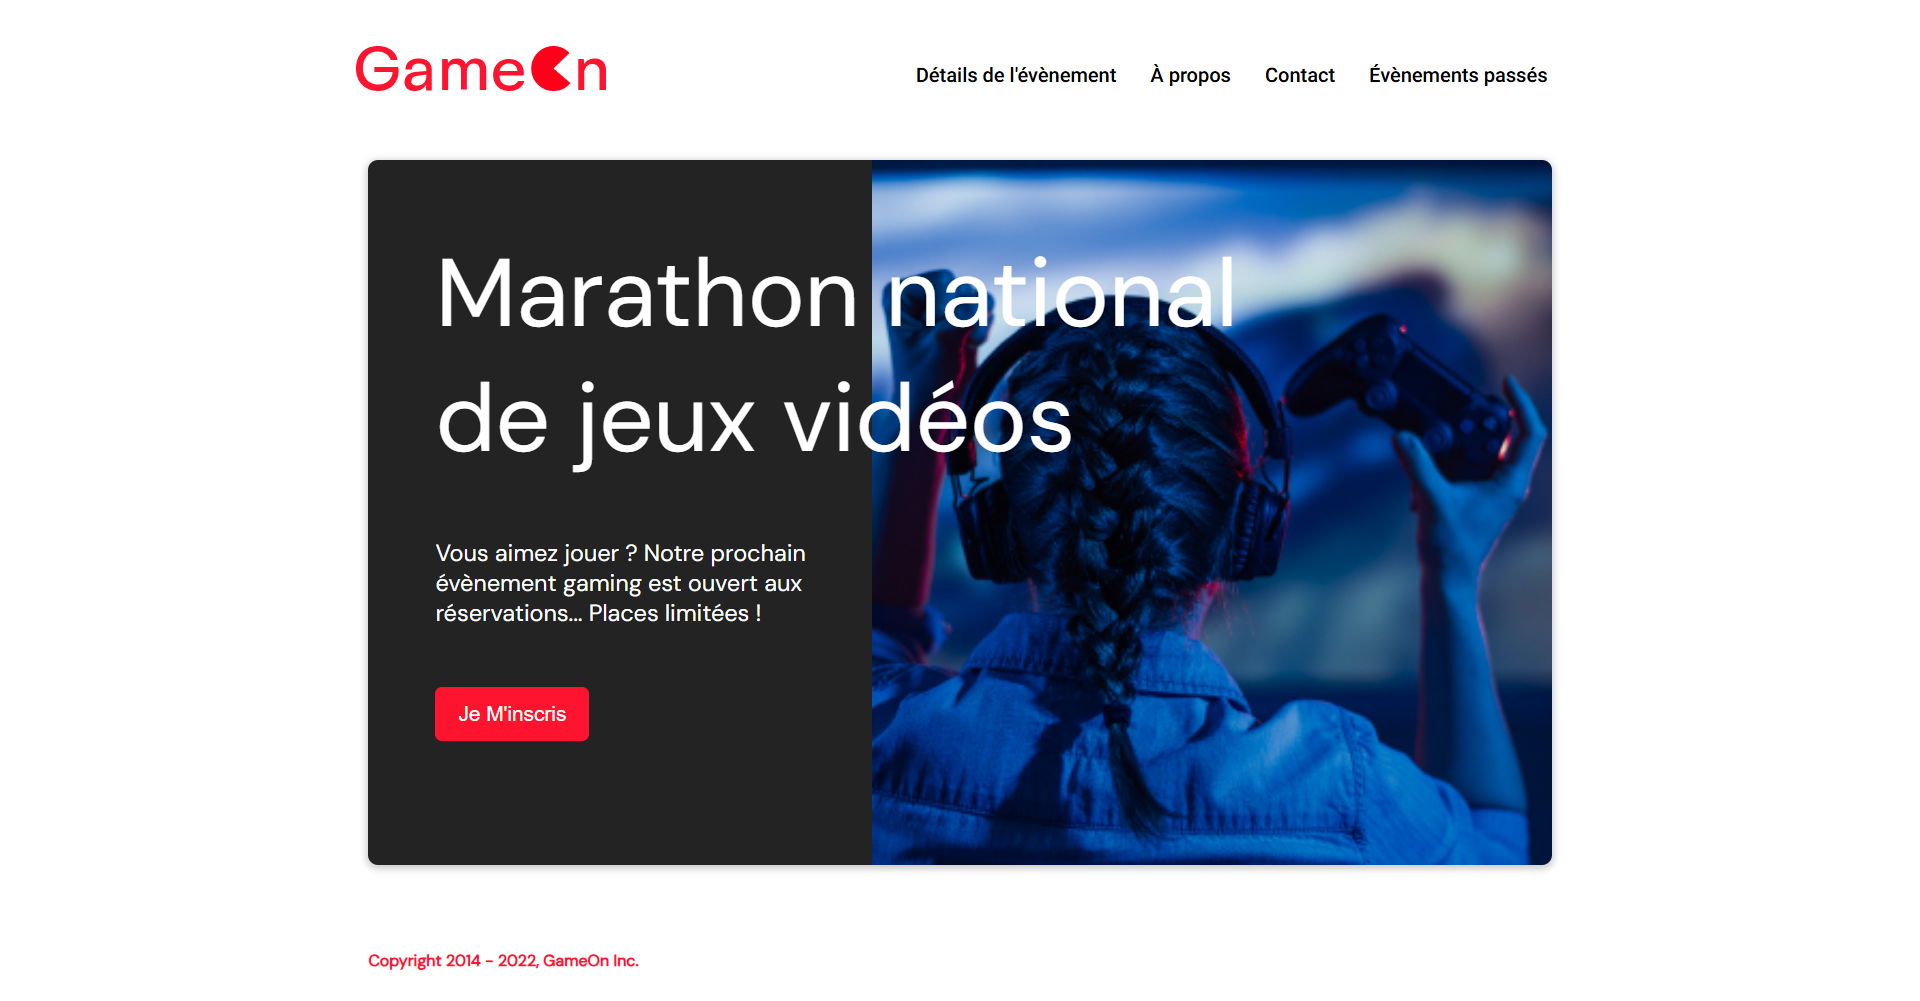 GameOn
Détails de l'évènement À propos Contact Évènements passés
Marathon national
de jeux vidéos
Vous aimez jouer ? Notre prochain
évènement gaming est ouvert aux
réservations... Places limitées !
Je M'inscris
Copyright 2014 - 2022, GameOn Inc.